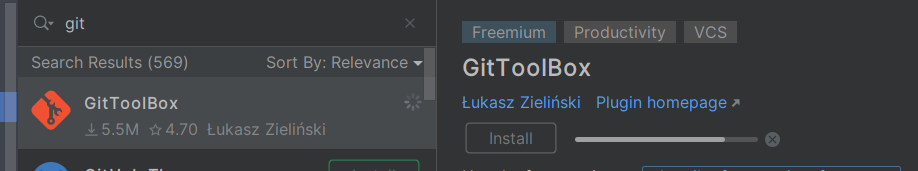 git
Search Results (569)
Sort By: Relevance
GitToolBox
5.5M
4.70
Łukasz Zieliński
Freemium
Productivity
VCS
GitToolBox
Łukasz Zieliński
Plugin homepage
Install